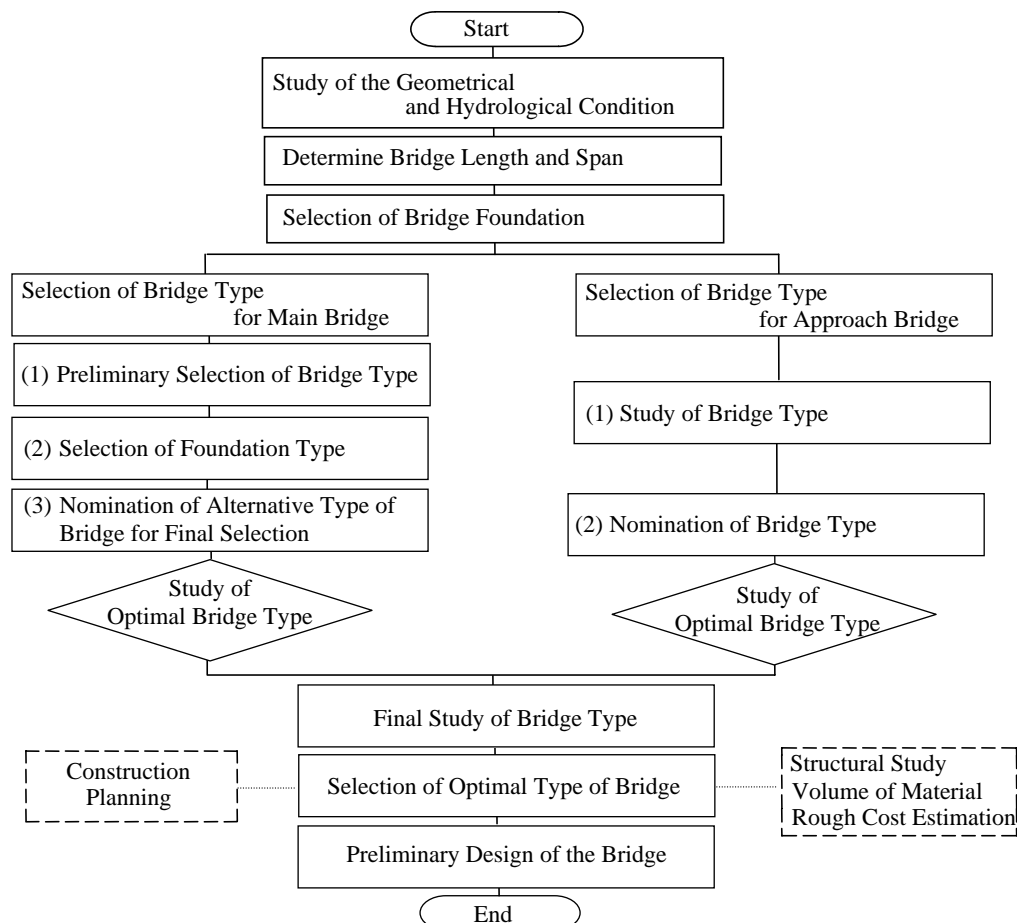 Start
Study of the Geometrical
and Hydrological Condition
Determine Bridge Length and Span
Selection of Bridge Foundation
Selection of Bridge Type
for Main Bridge
(1) Preliminary Selection of Bridge Type
(2) Selection of Foundation Type
(3) Nomination of Alternative Type of
Bridge for Final Selection
Study of
Optimal Bridge Type
Selection of Bridge Type
for Approach Bridge
(1) Study of Bridge Type
(2) Nomination of Bridge Type
Study of
Optimal Bridge Type
Final Study of Bridge Type
Construction
Planning
Selection of Optimal Type of Bridge
Structural Study
Volume of Material
Rough Cost Estimation
Preliminary Design of the Bridge
End